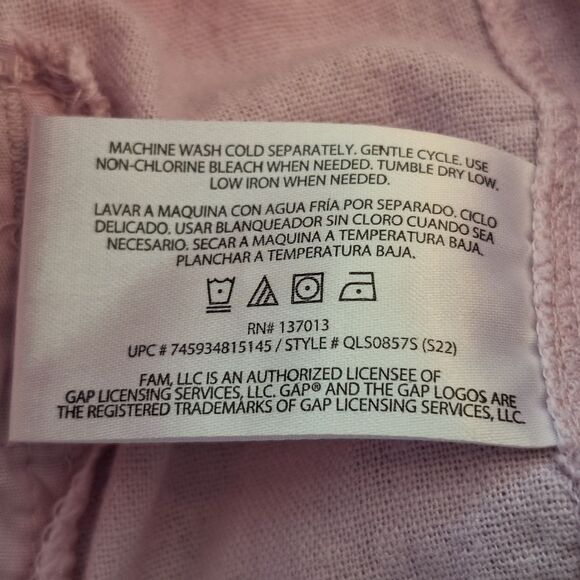 MACHINE WASH COLD SEPARATELY. GENTLE CYCLE. USE
NON-CHLORINE BLEACH WHEN NEEDED. TUMBLE DRY LOW.
LOW IRON WHEN NEEDED.
LAVAR A MAQUINA CON AGUA FRÍA POR SEPARADO. CICLO
DELICADO. USAR BLANQUEADOR SIN CLORO CUANDO SEA
NECESARIO. SECAR A MAQUINA A TEMPERATURA BAJA.
PLANCHAR A TEMPERATURA BAJA.
RN# 137013
UPC # 745934815145 / STYLE # QLS0857S (S22)
FAM, LLC IS AN AUTHORIZED LICENSEE OF
GAP LICENSING SERVICES, LLC. GAP® AND THE GAP LOGOS ARE
THE REGISTERED TRADEMARKS OF GAP LICENSING SERVICES, LLC.